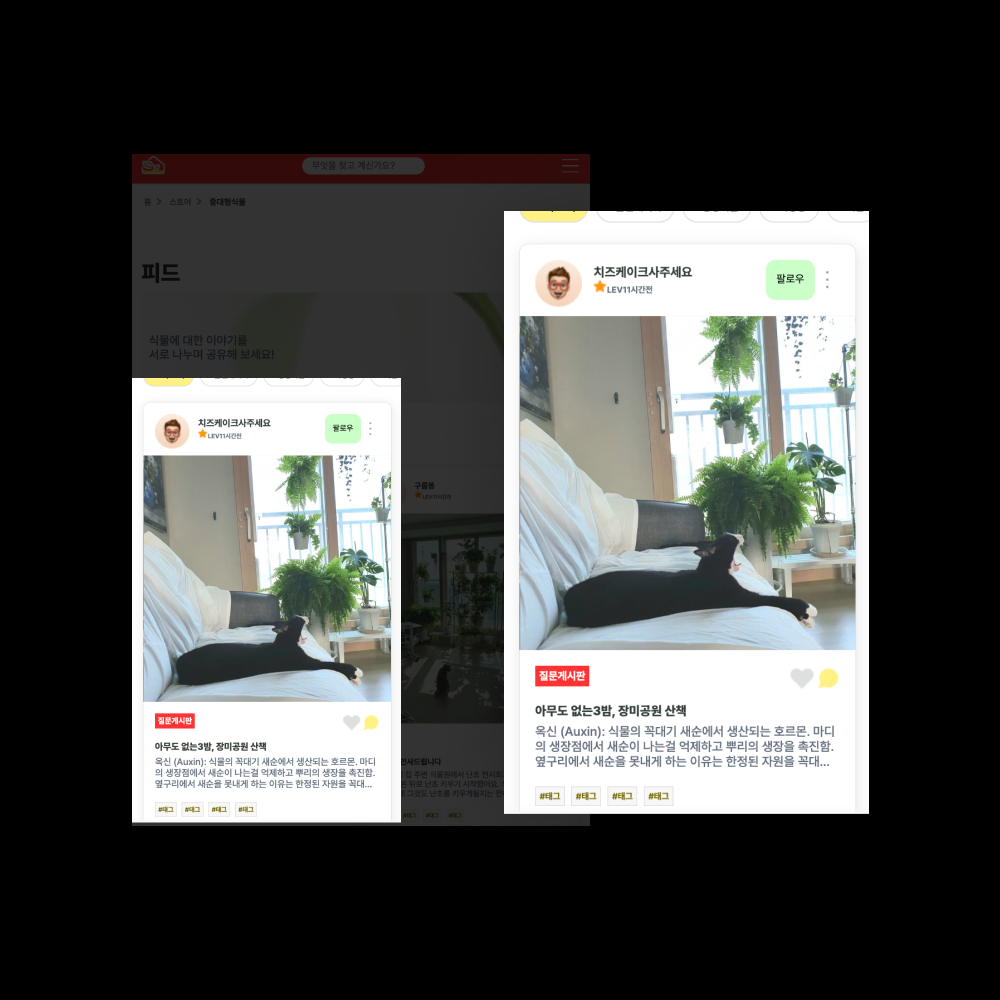 무엇을 찾고 계신가요?
홈 > 스토어 > 중대형식물
피드
식물에 대한 이야기를
서로 나누며 공유해 보세요!
치즈케이크사주세요
LEV11시간전
팔로우
질문게시판
아무도 없는3밤, 장미공원 산책
옥신 (Auxin): 식물의 꼭대기 새순에서 생산되는 호르몬. 마디
의 생장점에서 새순이 나는걸 억제하고 뿌리의 생장을 촉진함.
옆구리에서 새순을 못내게 하는 이유는 한정된 자원을 꼭대...
#태그 #태그 #태그 #태그
구름똥
LEV11시간전
#태그 #태그 #태그
치즈케이크사주세요
LEV11시간전
팔로우
질문게시판
아무도 없는3밤, 장미공원 산책
옥신 (Auxin): 식물의 꼭대기 새순에서 생산되는 호르몬. 마디
의 생장점에서 새순이 나는걸 억제하고 뿌리의 생장을 촉진함.
옆구리에서 새순을 못내게 하는 이유는 한정된 자원을 꼭대...
#태그 #태그 #태그 #태그